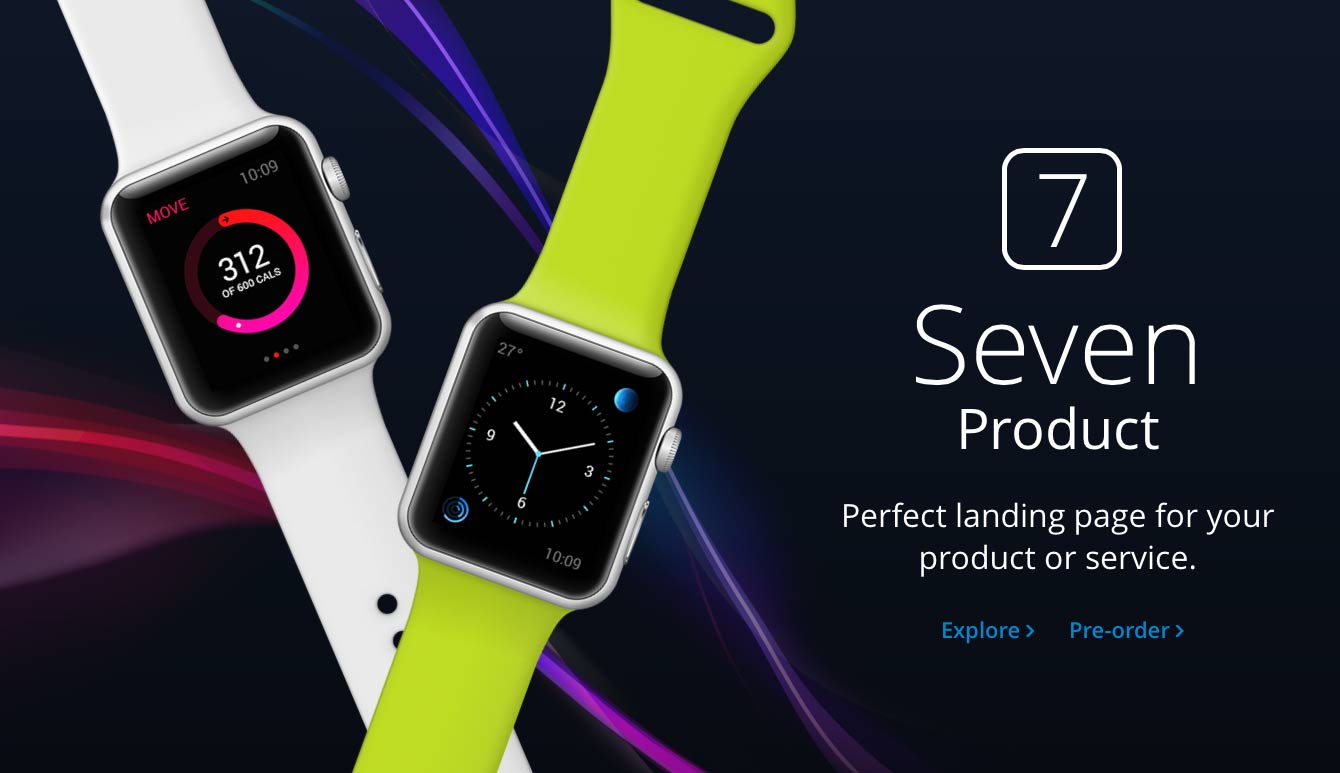 10:09
MOVE
312
OF 600 CALS
27°
12
9
3
6
10:09
7
Seven
Product
Perfect landing page for your
product or service.
Explore
Pre-order